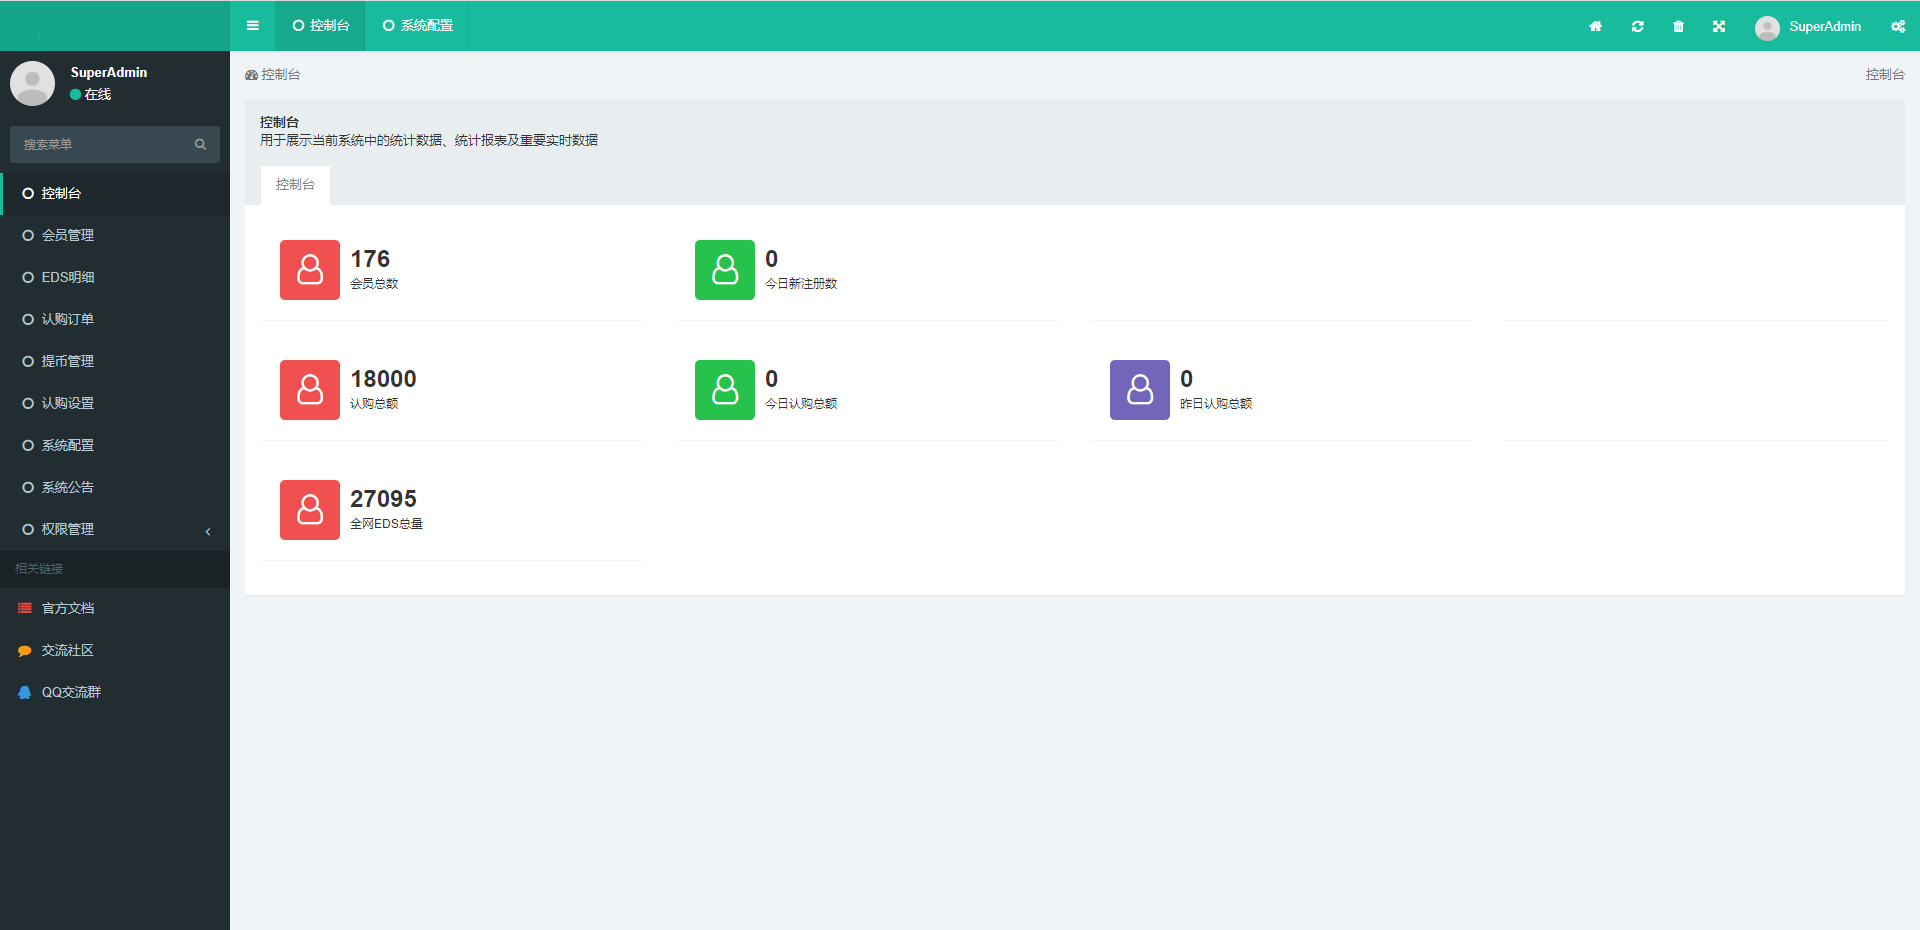 控制台
系统配置
SuperAdmin
SuperAdmin
在线
搜索菜单
控制台
会员管理
EDS明细
认购订单
提币管理
认购设置
系统配置
系统公告
权限管理
相关链接
官方文档
交流社区
QQ交流群
控制台
控制台
控制台
用于展示当前系统中的统计数据、统计报表及重要实时数据
控制台
176
会员总数
0
今日新注册数
18000
认购总额
0
今日认购总额
0
昨日认购总额
27095
全网EDS总量